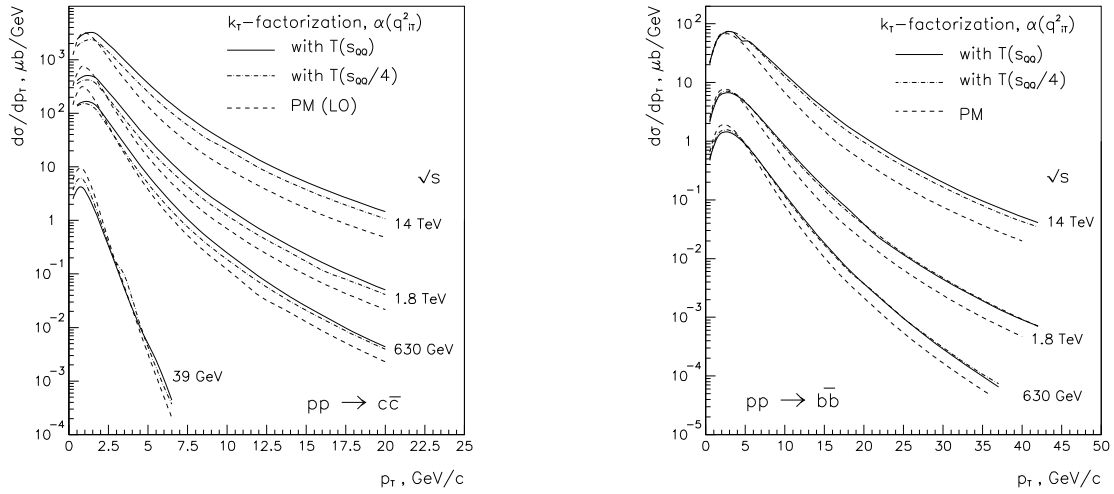 dσ/dp_T , μb/GeV
k_T–factorization, α(q²_iT)
with T(s_QQ)
with T(s_QQ/4)
PM (LO)
10³
10²
10
1
10⁻¹
10⁻²
10⁻³
10⁻⁴
√s
14 TeV
1.8 TeV
630 GeV
39 GeV
pp → cc̅
0 2.5 5 7.5 10 12.5 15 17.5 20 22.5 25
p_T , GeV/c
dσ/dp_T , μb/GeV
k_T–factorization, α(q²_iT)
with T(s_QQ)
with T(s_QQ/4)
PM
10²
10
1
10⁻¹
10⁻²
10⁻³
10⁻⁴
10⁻⁵
√s
14 TeV
1.8 TeV
630 GeV
pp → bb̅
0 5 10 15 20 25 30 35 40 45 50
p_T , GeV/c